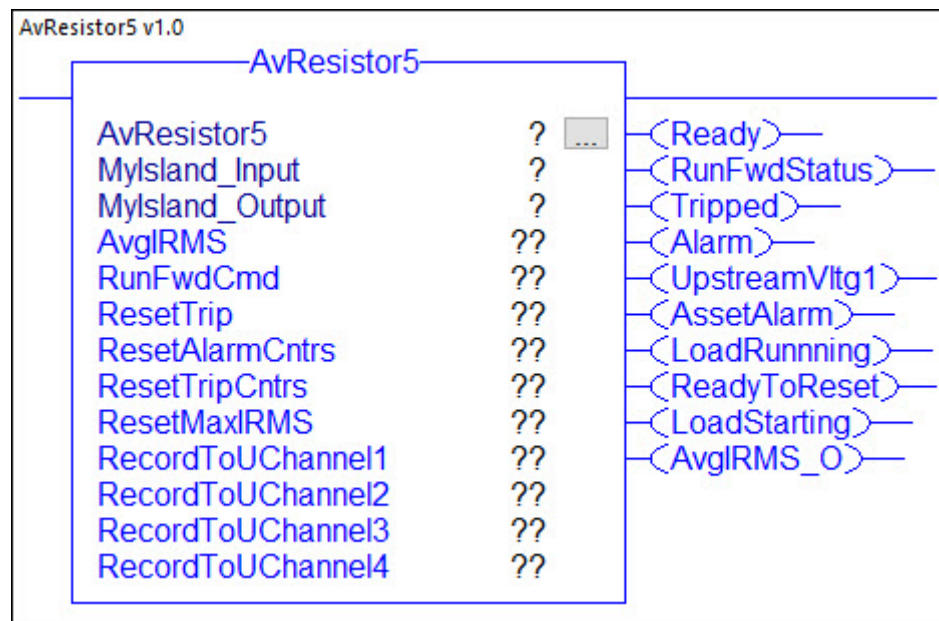 AvResistor5 v1.0
AvResistor5
AvResistor5 ? ... Ready
MyIsland_Input ? RunFwdStatus
MyIsland_Output ? Tripped
AvgIRMS ?? Alarm
RunFwdCmd ?? UpstreamVltg1
ResetTrip ?? AssetAlarm
ResetAlarmCntrs ?? LoadRunnning
ResetTripCntrs ?? ReadyToReset
ResetMaxIRMS ?? LoadStarting
RecordToUChannel1 ?? AvgIRMS_O
RecordToUChannel2 ??
RecordToUChannel3 ??
RecordToUChannel4 ??